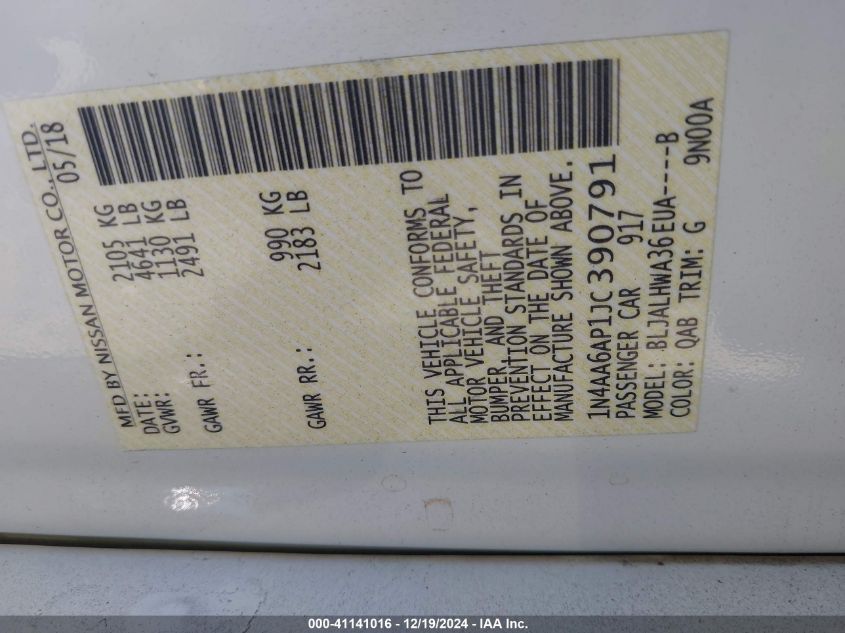 MFD BY NISSAN MOTOR CO., LTD.
DATE: 05/18
GVWR: 2105 KG
4641 LB
GAWR FR.: 1130 KG
2491 LB
GAWR RR.: 990 KG
2183 LB
THIS VEHICLE CONFORMS TO
ALL APPLICABLE FEDERAL
MOTOR VEHICLE SAFETY,
BUMPER, AND THEFT
PREVENTION STANDARDS IN
EFFECT ON THE DATE OF
MANUFACTURE SHOWN ABOVE.
1N4AA6AP1JC390791
PASSENGER CAR 917
MODEL: BLJALHWA36EUA-----B
COLOR: QAB TRIM: G 9N00A
000-41141016 - 12/19/2024 - IAA Inc.